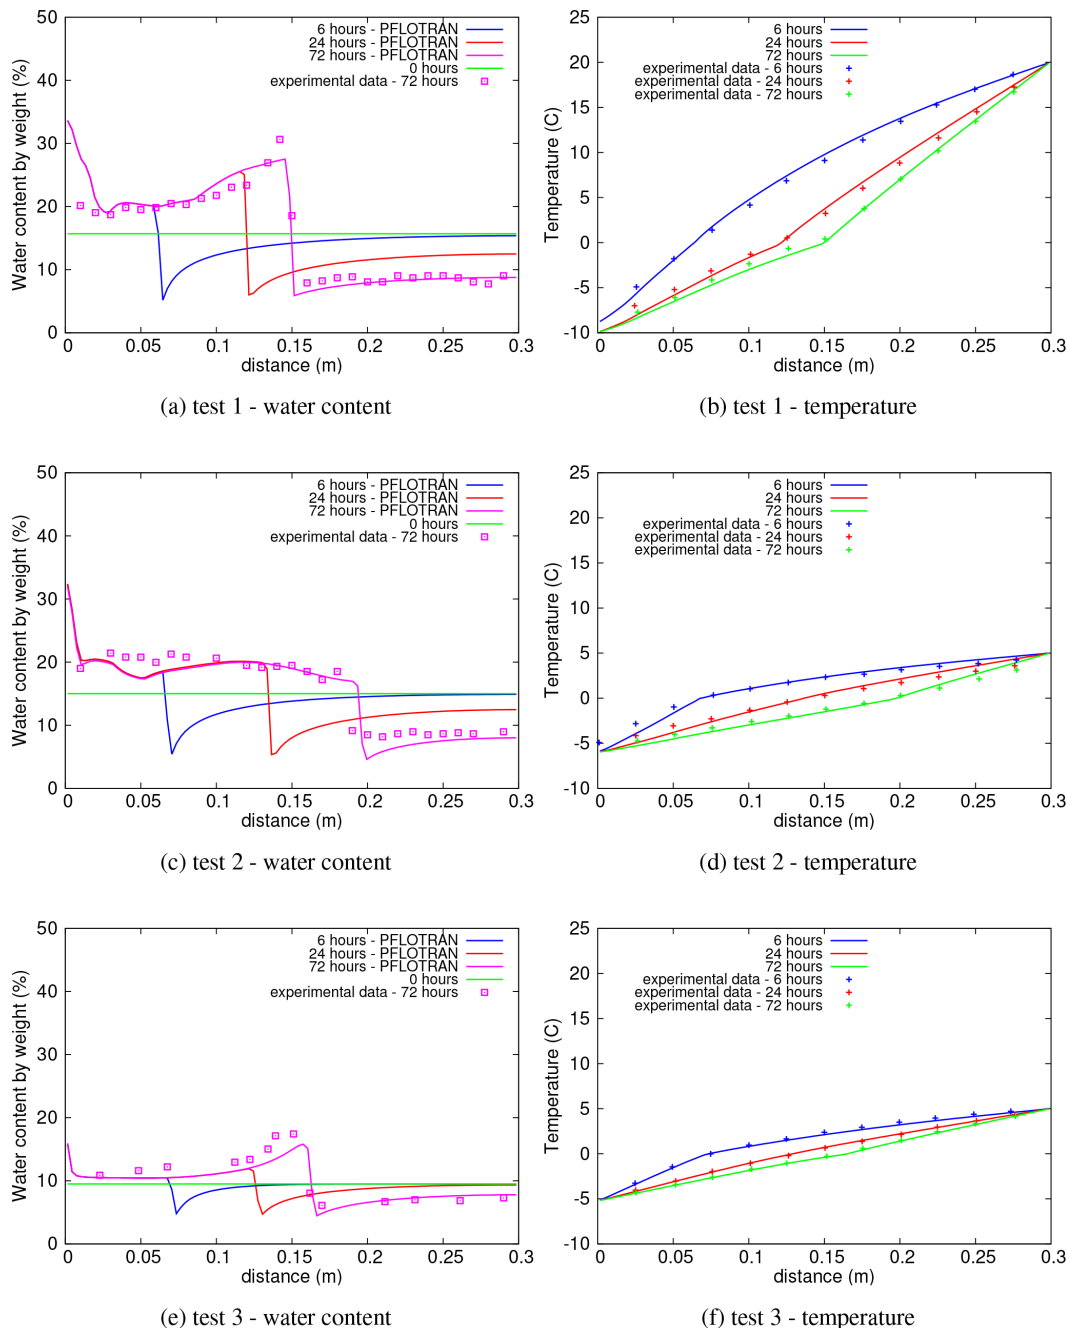 50
40
30
20
10
0
Water content by weight (%)
6 hours - PFLOTRAN
24 hours - PFLOTRAN
72 hours - PFLOTRAN
0 hours
experimental data - 72 hours
0 0.05 0.1 0.15 0.2 0.25 0.3
distance (m)
(a) test 1 - water content
25
20
15
10
5
0
-5
-10
Temperature (C)
6 hours
24 hours
72 hours
experimental data - 6 hours
experimental data - 24 hours
experimental data - 72 hours
0 0.05 0.1 0.15 0.2 0.25 0.3
distance (m)
(b) test 1 - temperature
50
40
30
20
10
0
Water content by weight (%)
6 hours - PFLOTRAN
24 hours - PFLOTRAN
72 hours - PFLOTRAN
0 hours
experimental data - 72 hours
0 0.05 0.1 0.15 0.2 0.25 0.3
distance (m)
(c) test 2 - water content
25
20
15
10
5
0
-5
-10
Temperature (C)
6 hours
24 hours
72 hours
experimental data - 6 hours
experimental data - 24 hours
experimental data - 72 hours
0 0.05 0.1 0.15 0.2 0.25 0.3
distance (m)
(d) test 2 - temperature
50
40
30
20
10
0
Water content by weight (%)
6 hours - PFLOTRAN
24 hours - PFLOTRAN
72 hours - PFLOTRAN
0 hours
experimental data - 72 hours
0 0.05 0.1 0.15 0.2 0.25 0.3
distance (m)
(e) test 3 - water content
25
20
15
10
5
0
-5
-10
Temperature (C)
6 hours
24 hours
72 hours
experimental data - 6 hours
experimental data - 24 hours
experimental data - 72 hours
0 0.05 0.1 0.15 0.2 0.25 0.3
distance (m)
(f) test 3 - temperature